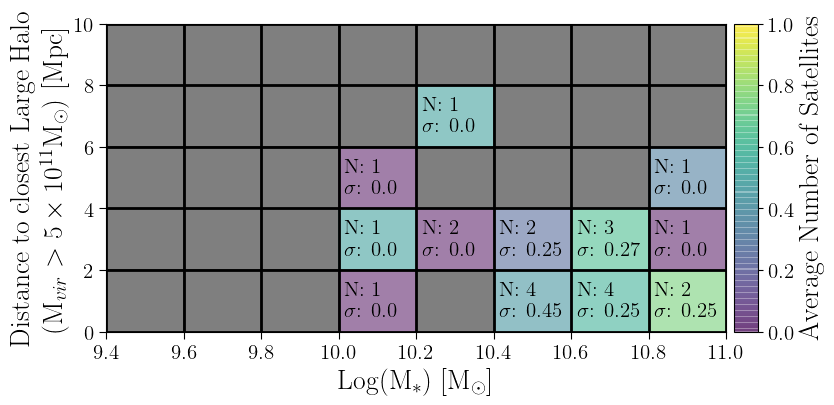 Distance to closest Large Halo
(M_vir > 5 × 10^11 M_⊙) [Mpc]
10
8
6
4
2
0
N: 1
σ: 0.0
N: 1
σ: 0.0
N: 1
σ: 0.0
N: 1
σ: 0.0
N: 2
σ: 0.0
N: 2
σ: 0.25
N: 3
σ: 0.27
N: 1
σ: 0.0
N: 1
σ: 0.0
N: 4
σ: 0.45
N: 4
σ: 0.25
N: 2
σ: 0.25
9.4 9.6 9.8 10.0 10.2 10.4 10.6 10.8 11.0
Log(M_*) [M_⊙]
1.0
0.8
0.6
0.4
0.2
0.0
Average Number of Satellites